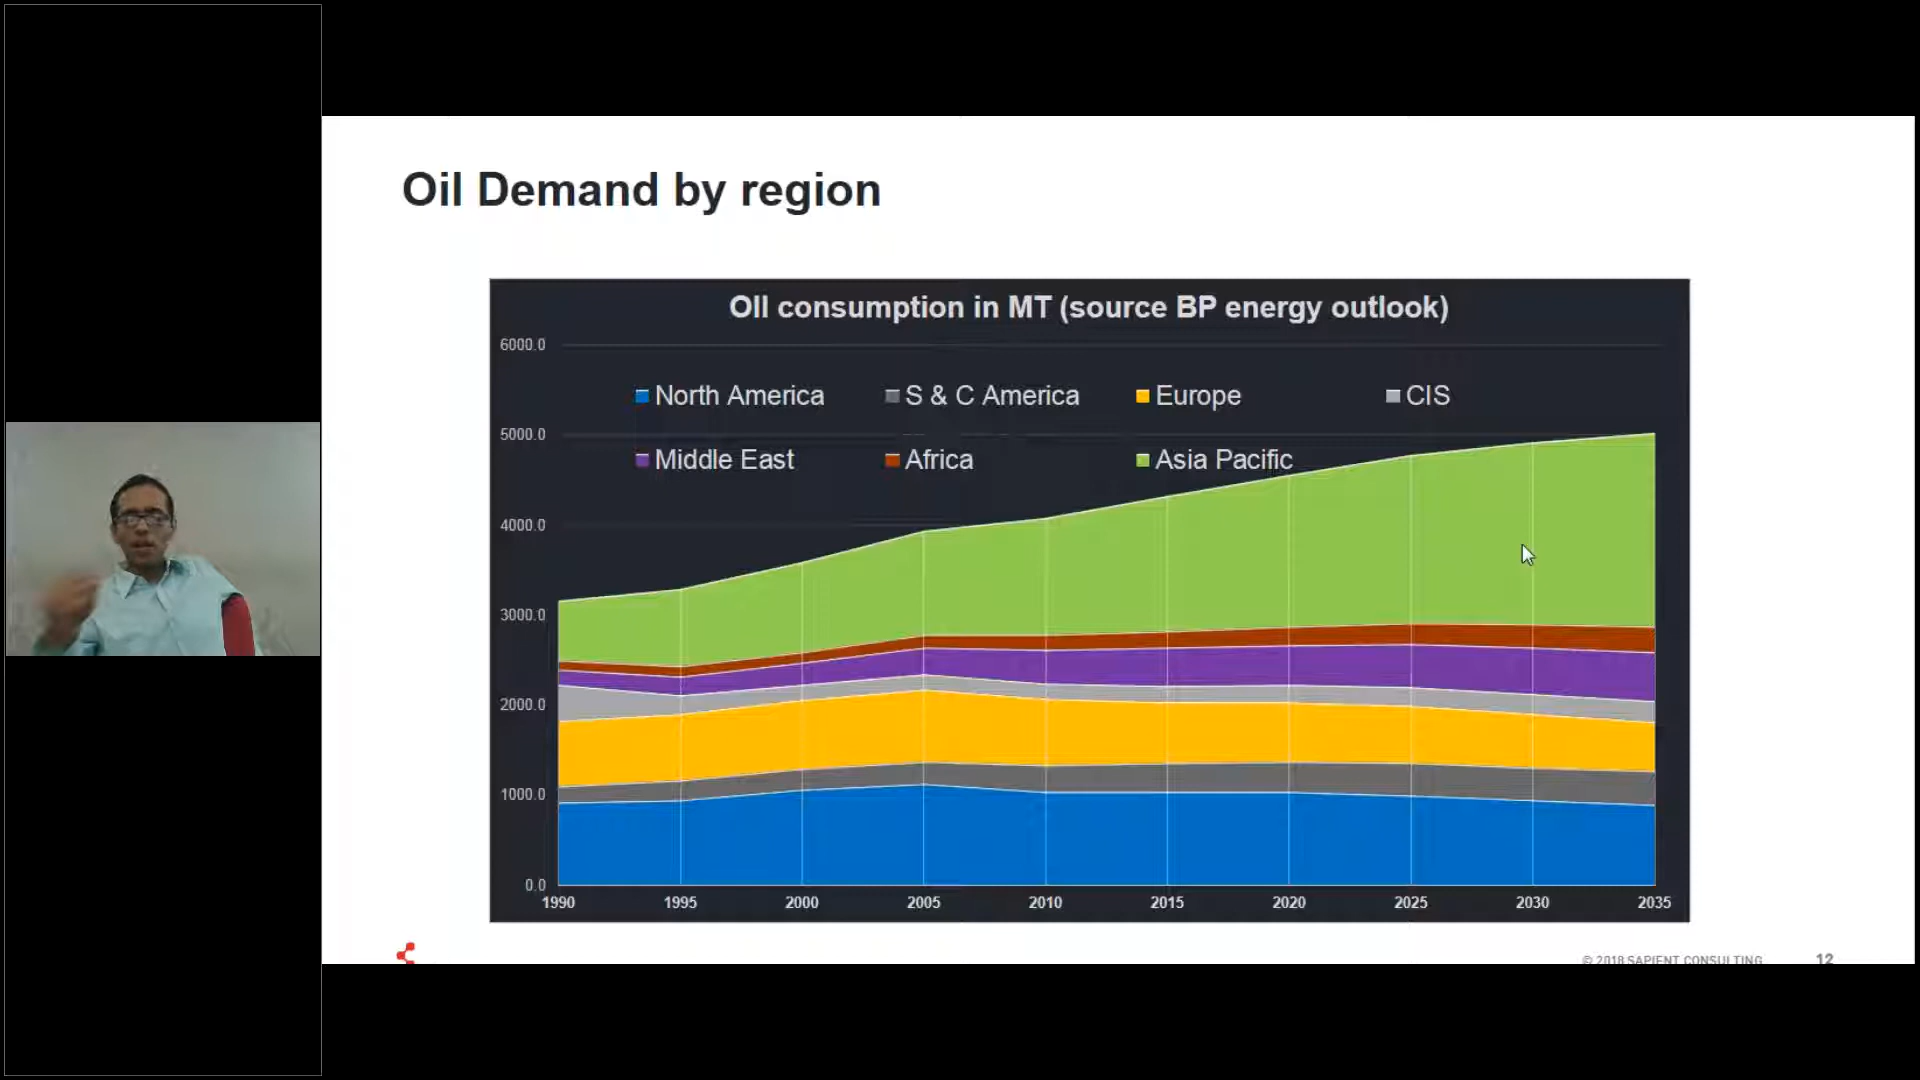 Oil Demand by region
OIl consumption in MT (source BP energy outlook)
6000.0
North America S & C America Europe CIS
5000.0
Middle East Africa Asia Pacific
4000.0
3000.0
2000.0
1000.0
0.0
1990 1995 2000 2005 2010 2015 2020 2025 2030 2035
© 2018 SAPIENT CONSULTING 12